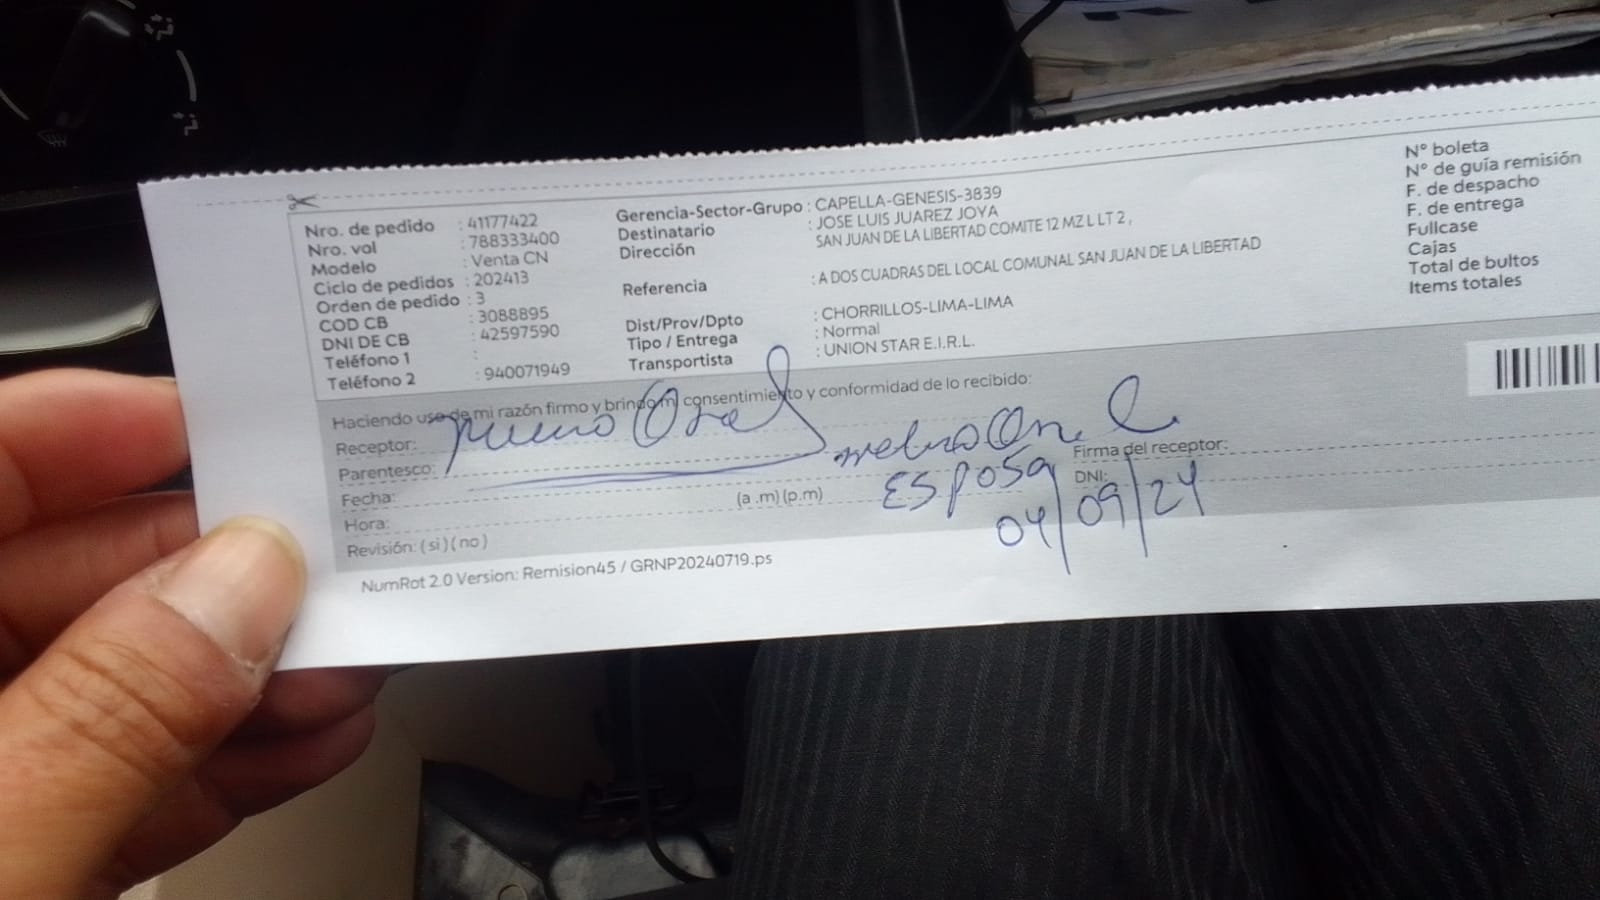 Nro. de pedido : 41177422
Nro. vol : 788333400
Modelo : Venta CN
Ciclo de pedidos : 202413
Orden de pedido : 3
COD CB : 3088895
DNI DE CB : 42597590
Teléfono 1 :
Teléfono 2 : 940071949
Gerencia-Sector-Grupo : CAPELLA-GENESIS-3839
Destinatario : JOSE LUIS JUAREZ JOYA
Dirección SAN JUAN DE LA LIBERTAD COMITE 12 MZ L LT 2 ,
Referencia : A DOS CUADRAS DEL LOCAL COMUNAL SAN JUAN DE LA LIBERTAD
Dist/Prov/Dpto : CHORRILLOS-LIMA-LIMA
Tipo / Entrega : Normal
Transportista : UNION STAR E.I.R.L.
N° boleta
N° de guía remisión
F. de despacho
F. de entrega
Fullcase
Cajas
Total de bultos
Items totales
Haciendo uso de mi razón firmo y brindo mi consentimiento y conformidad de lo recibido:
Receptor:
Parentesco:
Fecha:
Hora: (a .m) (p.m)
Revisión: ( si ) ( no )
Firma del receptor:
DNI:
ESPOSA
04/09/24
NumRot 2.0 Version: Remision45 / GRNP20240719.ps